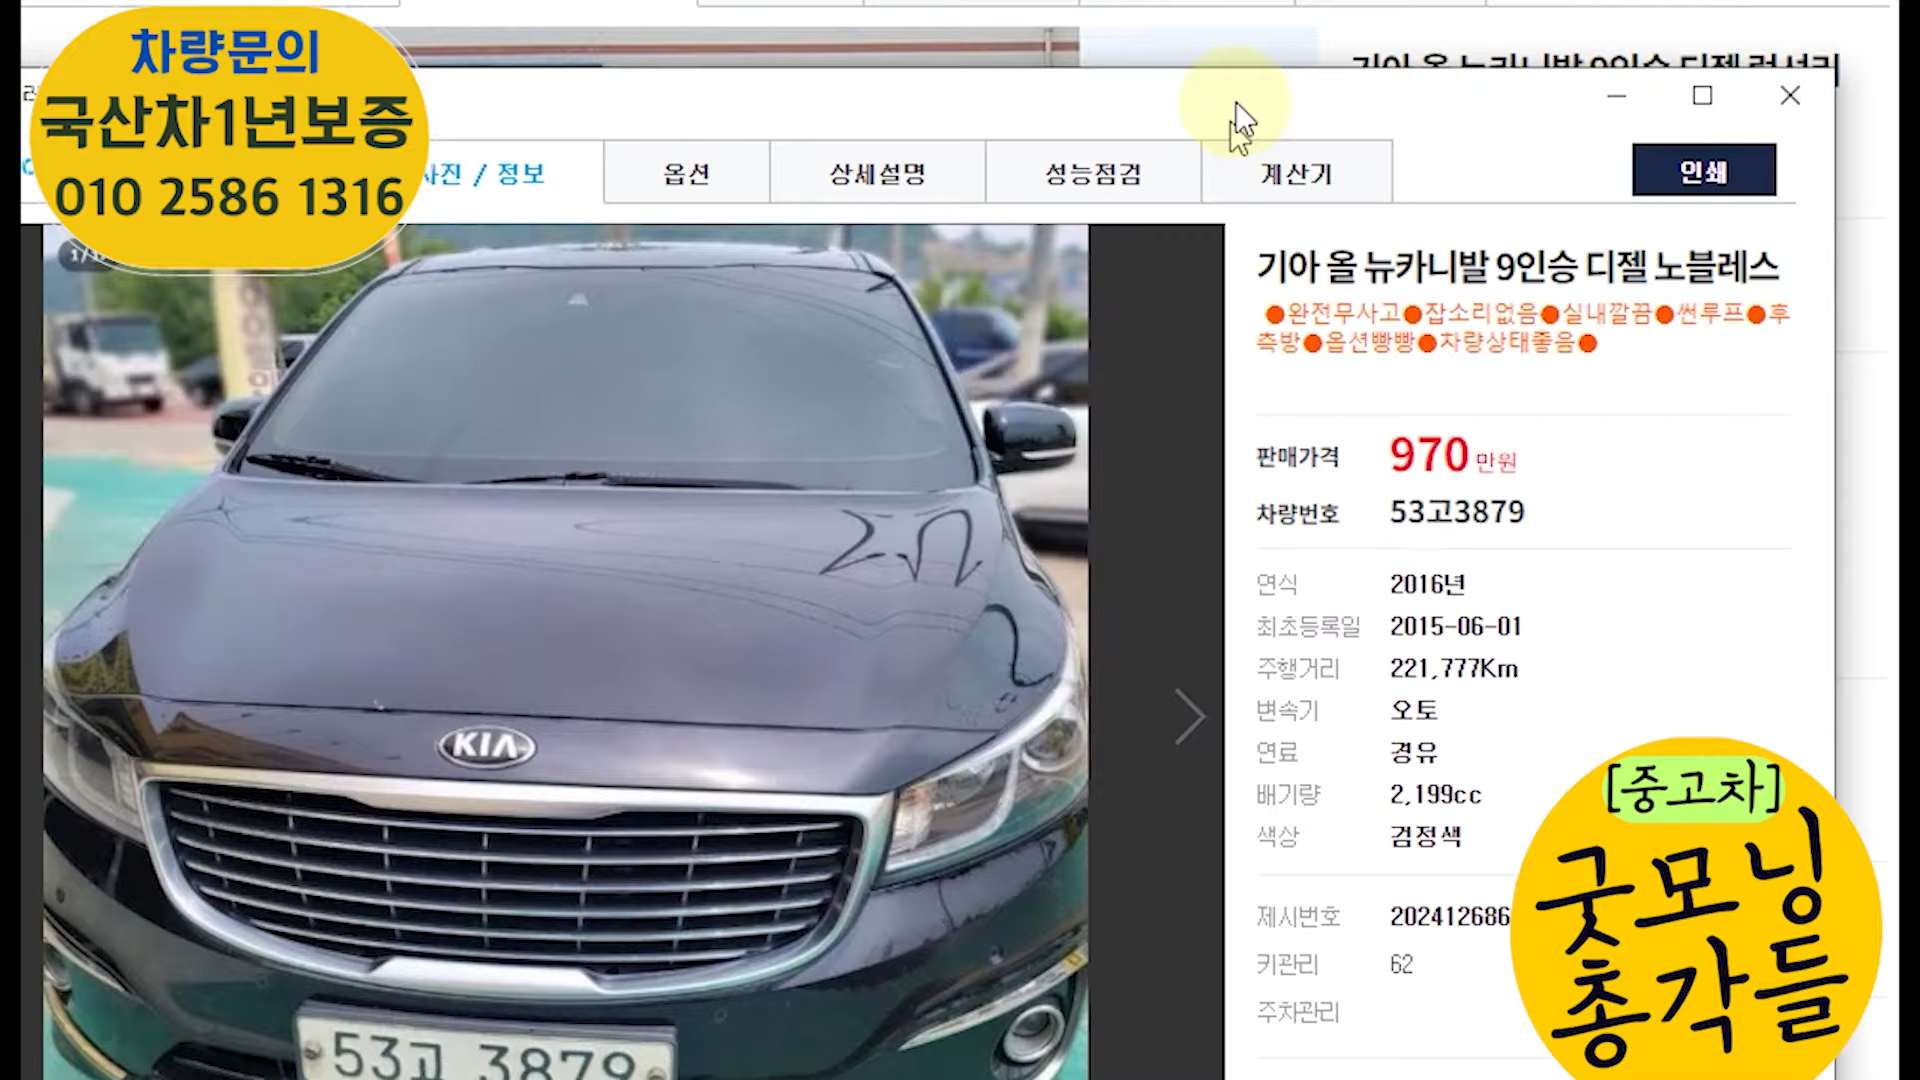 차량문의
국산차1년보증
010 2586 1316
사진 / 정보
옵션
상세설명
성능점검
계산기
인쇄
기아 올 뉴카니발 9인승 디젤 노블레스
●완전무사고●잡소리없음●실내깔끔●썬루프●후
측방●옵션빵빵●차량상태좋음●
판매가격 970만원
차량번호 53고3879
연식 2016년
최초등록일 2015-06-01
주행거리 221,777Km
변속기 오토
연료 경유
배기량 2,199cc
색상 검정색
제시번호 202412686
키관리 62
주차관리
KIA
53고 3879
[중고차]
굿모닝
총각들